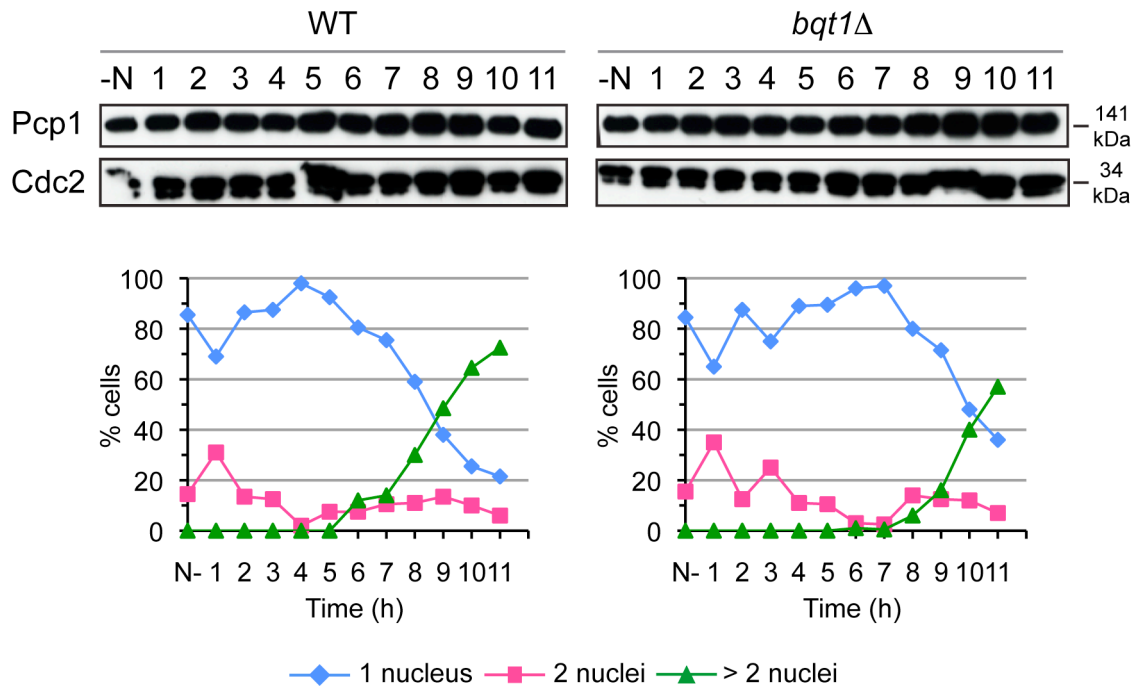 WT bqt1Δ
-N 1 2 3 4 5 6 7 8 9 10 11 -N 1 2 3 4 5 6 7 8 9 10 11
Pcp1 141 kDa
Cdc2 34 kDa
100 100
80 80
60 60
40 40
20 20
0 0
% cells % cells
N- 1 2 3 4 5 6 7 8 9 10 11 N- 1 2 3 4 5 6 7 8 9 10 11
Time (h) Time (h)
1 nucleus 2 nuclei > 2 nuclei